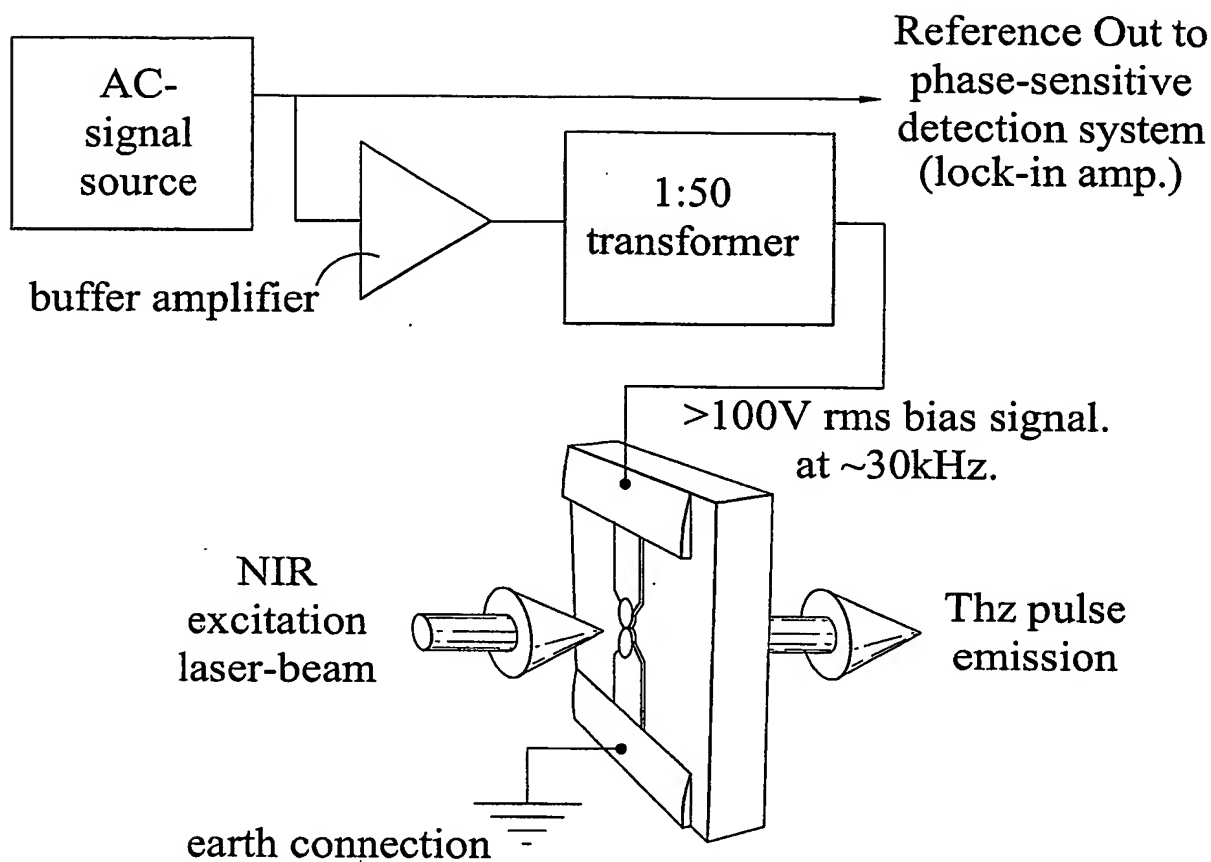 AC-
signal
source
Reference Out to
phase-sensitive
detection system
(lock-in amp.)
buffer amplifier
1:50
transformer
>100V rms bias signal.
at ~30kHz.
NIR
excitation
laser-beam
Thz pulse
emission
earth connection